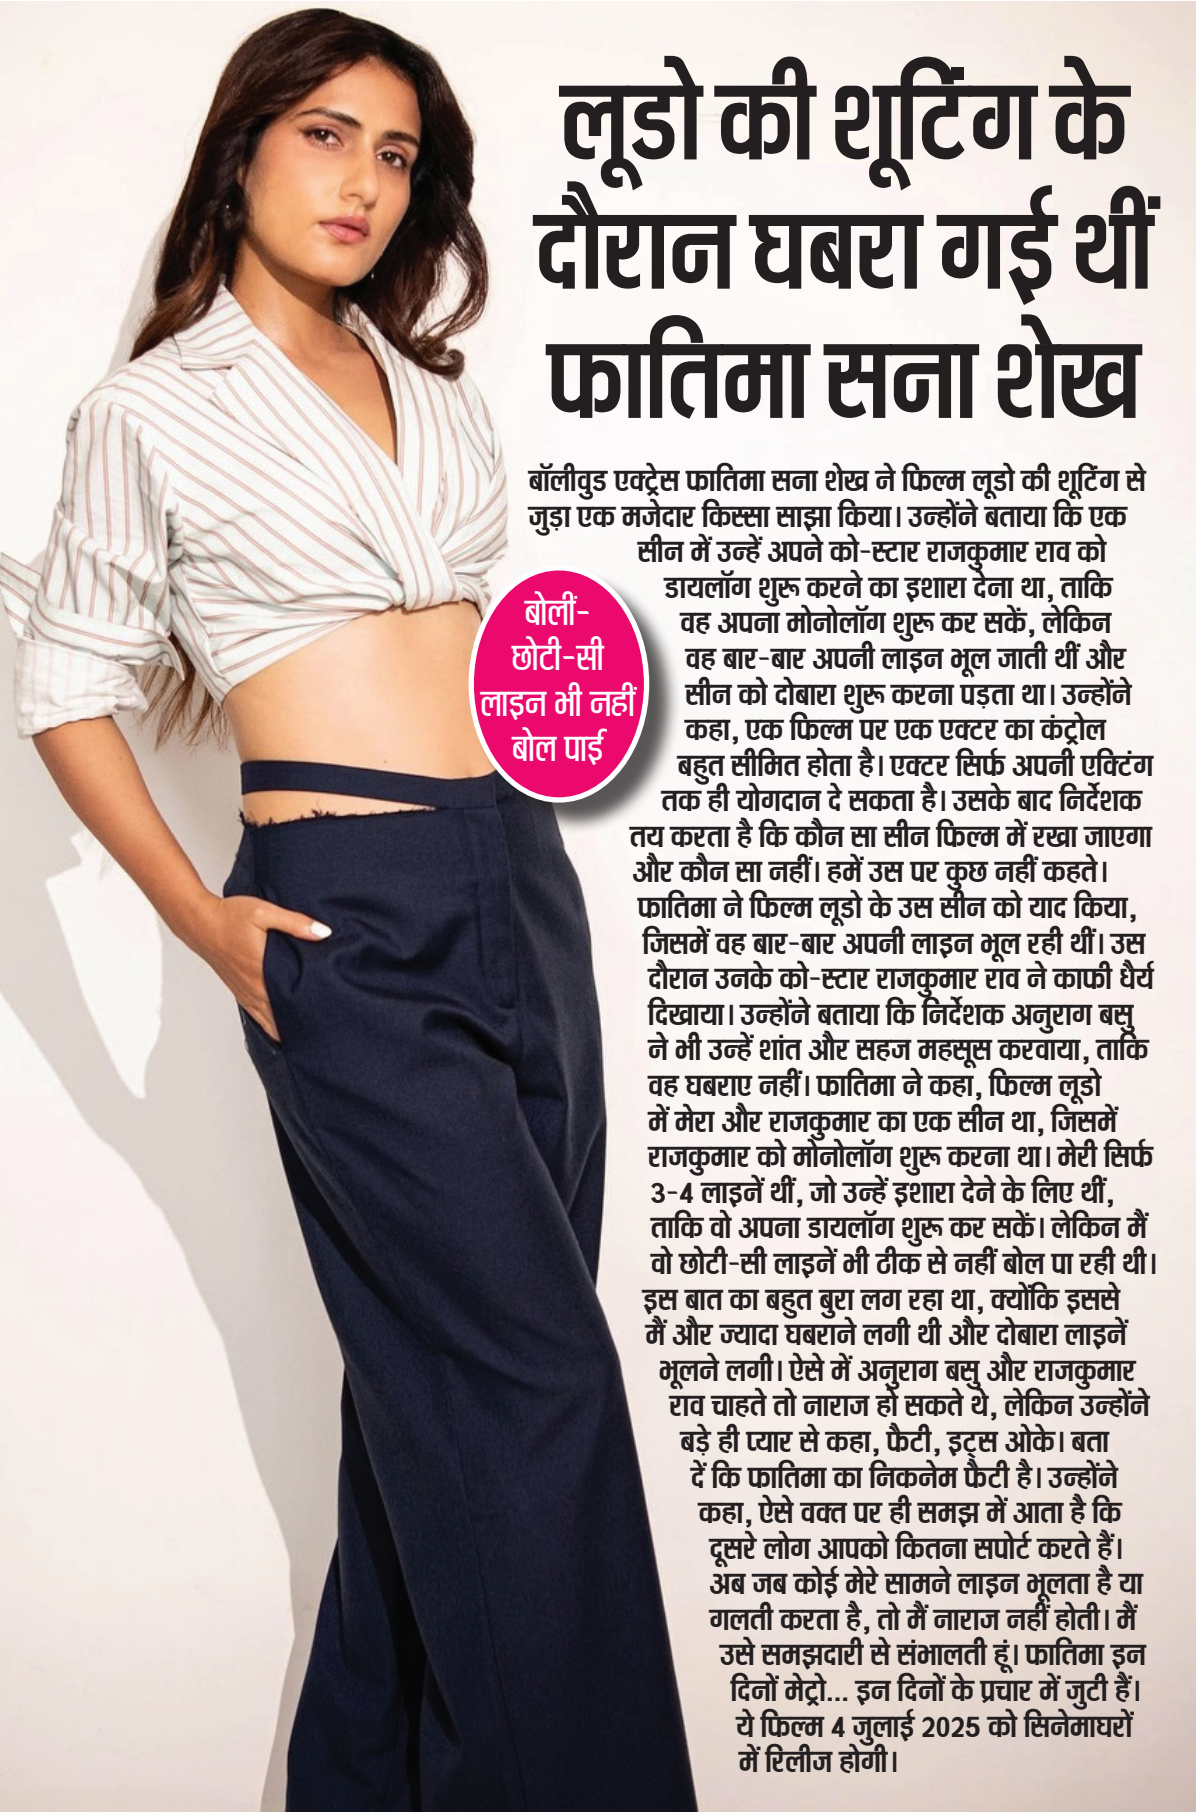 लूडो की शूटिंग के
दौरान घबरा गई थीं
फातिमा सना शेख
बॉलीवुड एक्ट्रेस फातिमा सना शेख ने फिल्म लूडो की शूटिंग से
जुड़ा एक मजेदार किस्सा साझा किया। उन्होंने बताया कि एक
सीन में उन्हें अपने को-स्टार राजकुमार राव को
डायलॉग शुरू करने का इशारा देना था, ताकि
वह अपना मोनोलॉग शुरू कर सकें, लेकिन
वह बार-बार अपनी लाइन भूल जाती थीं और
सीन को दोबारा शुरू करना पड़ता था। उन्होंने
कहा, एक फिल्म पर एक एक्टर का कंट्रोल
बहुत सीमित होता है। एक्टर सिर्फ अपनी एक्टिंग
तक ही योगदान दे सकता है। उसके बाद निर्देशक
तय करता है कि कौन सा सीन फिल्म में रखा जाएगा
और कौन सा नहीं। हमें उस पर कुछ नहीं कहते।
फातिमा ने फिल्म लूडो के उस सीन को याद किया,
जिसमें वह बार-बार अपनी लाइन भूल रही थीं। उस
दौरान उनके को-स्टार राजकुमार राव ने काफी धैर्य
दिखाया। उन्होंने बताया कि निर्देशक अनुराग बसु
ने भी उन्हें शांत और सहज महसूस करवाया, ताकि
वह घबराए नहीं। फातिमा ने कहा, फिल्म लूडो
में मेरा और राजकुमार का एक सीन था, जिसमें
राजकुमार को मोनोलॉग शुरू करना था। मेरी सिर्फ
3-4 लाइनें थीं, जो उन्हें इशारा देने के लिए थीं,
ताकि वो अपना डायलॉग शुरू कर सकें। लेकिन मैं
वो छोटी-सी लाइनें भी ठीक से नहीं बोल पा रही थी।
इस बात का बहुत बुरा लग रहा था, क्योंकि इससे
मैं और ज्यादा घबराने लगी थी और दोबारा लाइनें
भूलने लगी। ऐसे में अनुराग बसु और राजकुमार
राव चाहते तो नाराज हो सकते थे, लेकिन उन्होंने
बड़े ही प्यार से कहा, फैटी, इट्स ओके। बता
दें कि फातिमा का निकनेम फैटी है। उन्होंने
कहा, ऐसे वक्त पर ही समझ में आता है कि
दूसरे लोग आपको कितना सपोर्ट करते हैं।
अब जब कोई मेरे सामने लाइन भूलता है या
गलती करता है, तो मैं नाराज नहीं होती। मैं
उसे समझदारी से संभालती हूं। फातिमा इन
दिनों मेट्रो... इन दिनों के प्रचार में जुटी हैं।
ये फिल्म 4 जुलाई 2025 को सिनेमाघरों
में रिलीज होगी।
बोलीं-
छोटी-सी
लाइन भी नहीं
बोल पाई